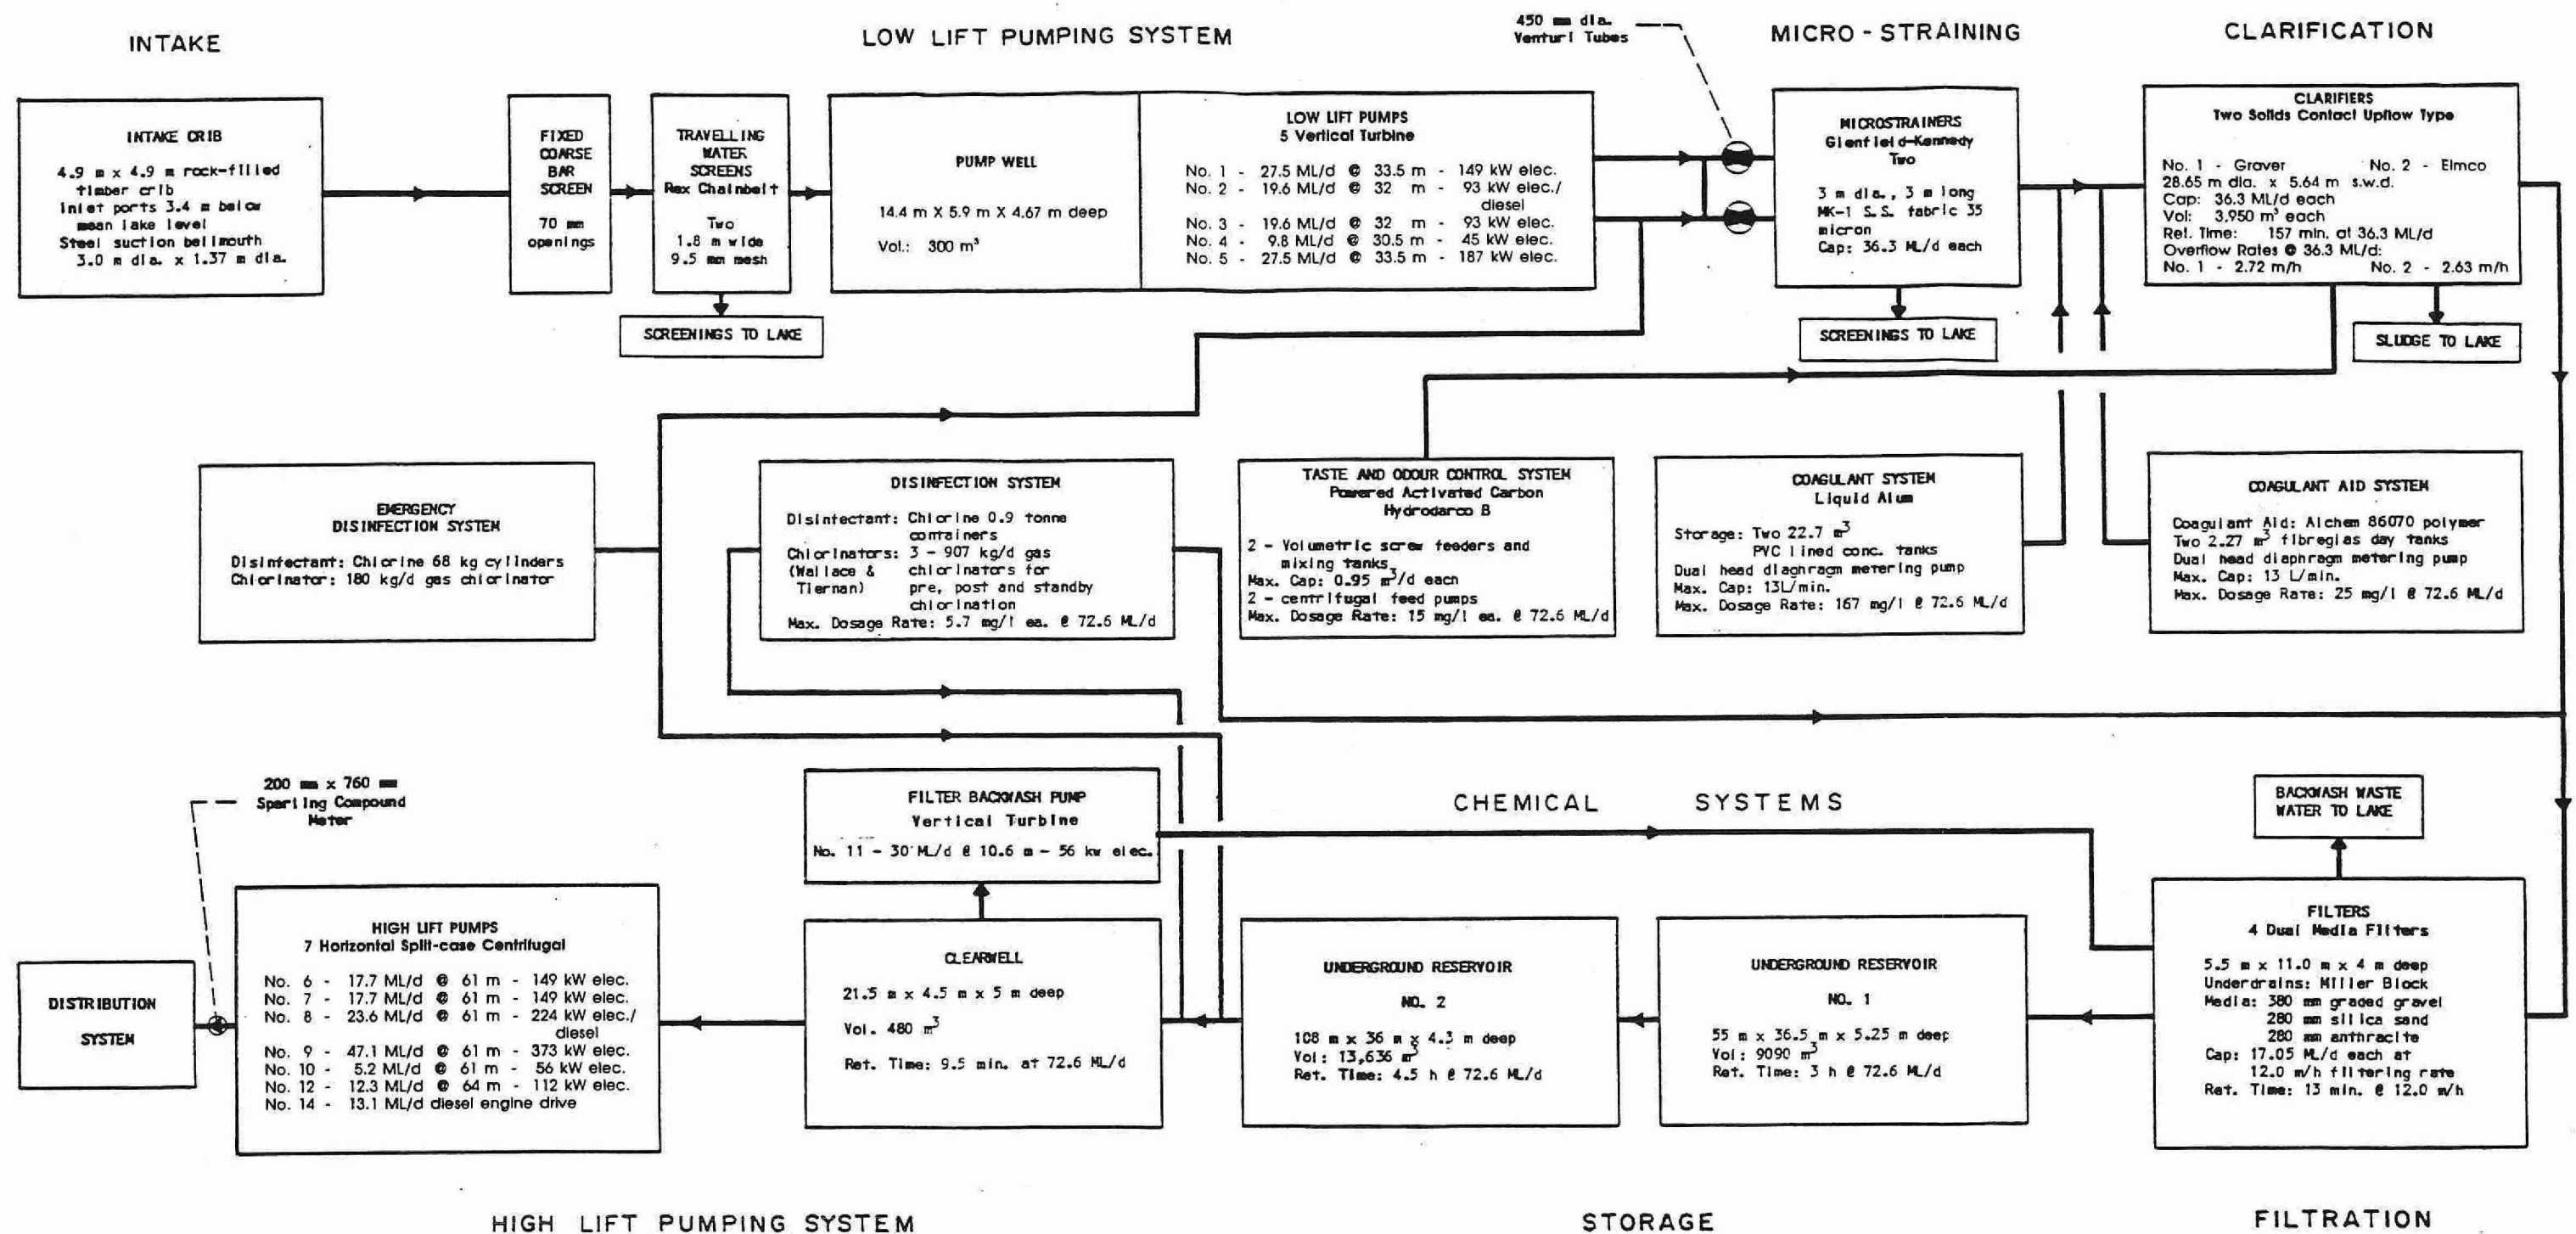 INTAKE
LOW LIFT PUMPING SYSTEM
450 mm dia.
Venturi Tubes
MICRO - STRAINING
CLARIFICATION
INTAKE CRIB
4.9 m x 4.9 m rock-filled
timber crib
Inlet ports 3.4 m below
mean lake level
Steel suction bellmouth
3.0 m dia. x 1.37 m dia.
FIXED
COARSE
BAR
SCREEN
70 mm
openings
TRAVELLING
WATER
SCREENS
Rex Chainbelt
Two
1.8 m wide
9.5 mm mesh
SCREENINGS TO LAKE
PUMP WELL
14.4 m X 5.9 m X 4.67 m deep
Vol.: 300 m³
LOW LIFT PUMPS
5 Vertical Turbine
No. 1 - 27.5 ML/d @ 33.5 m - 149 kW elec.
No. 2 - 19.6 ML/d @ 32 m - 93 kW elec./
diesel
No. 3 - 19.6 ML/d @ 32 m - 93 kW elec.
No. 4 - 9.8 ML/d @ 30.5 m - 45 kW elec.
No. 5 - 27.5 ML/d @ 33.5 m - 187 kW elec.
MICROSTRAINERS
Glenfield-Kennedy
Two
3 m dia., 3 m long
MK-1 S.S. fabric 35
micron
Cap: 36.3 ML/d each
SCREENINGS TO LAKE
CLARIFIERS
Two Solids Contact Upflow Type
No. 1 - Graver No. 2 - Eimco
28.65 m dia. x 5.64 m s.w.d.
Cap: 36.3 ML/d each
Vol: 3,950 m³ each
Ret. Time: 157 min. at 36.3 ML/d
Overflow Rates @ 36.3 ML/d:
No. 1 - 2.72 m/h No. 2 - 2.63 m/h
SLUDGE TO LAKE
EMERGENCY
DISINFECTION SYSTEM
Disinfectant: Chlorine 68 kg cylinders
Chlorinator: 180 kg/d gas chlorinator
DISINFECTION SYSTEM
Disinfectant: Chlorine 0.9 tonne
containers
Chlorinators: 3 - 907 kg/d gas
(Wallace & chlorinators for
Tiernan) pre, post and standby
chlorination
Max. Dosage Rate: 5.7 mg/l ea. @ 72.6 ML/d
TASTE AND ODOUR CONTROL SYSTEM
Powered Activated Carbon
Hydrodarco B
2 - Volumetric screw feeders and
mixing tanks
Max. Cap: 0.95 m³/d each
2 - centrifugal feed pumps
Max. Dosage Rate: 15 mg/l ea. @ 72.6 ML/d
COAGULANT SYSTEM
Liquid Alum
Storage: Two 22.7 m³
PVC lined conc. tanks
Dual head diaghragm metering pump
Max. Cap: 13L/min.
Max. Dosage Rate: 167 mg/l @ 72.6 ML/d
COAGULANT AID SYSTEM
Coagulant Aid: Alchem 86070 polymer
Two 2.27 m³ fibreglas day tanks
Dual head diaphragm metering pump
Max. Cap: 13 L/min.
Max. Dosage Rate: 25 mg/l @ 72.6 ML/d
CHEMICAL SYSTEMS
200 mm x 760 mm
Sparling Compound
Meter
FILTER BACKWASH PUMP
Vertical Turbine
No. 11 - 30 ML/d @ 10.6 m - 56 kw elec.
BACKWASH WASTE
WATER TO LAKE
DISTRIBUTION
SYSTEM
HIGH LIFT PUMPS
7 Horizontal Split-case Centrifugal
No. 6 - 17.7 ML/d @ 61 m - 149 kW elec.
No. 7 - 17.7 ML/d @ 61 m - 149 kW elec.
No. 8 - 23.6 ML/d @ 61 m - 224 kW elec./
diesel
No. 9 - 47.1 ML/d @ 61 m - 373 kW elec.
No. 10 - 5.2 ML/d @ 61 m - 56 kW elec.
No. 12 - 12.3 ML/d @ 64 m - 112 kW elec.
No. 14 - 13.1 ML/d diesel engine drive
CLEARWELL
21.5 m x 4.5 m x 5 m deep
Vol. 480 m³
Ret. Time: 9.5 min. at 72.6 ML/d
UNDERGROUND RESERVOIR
NO. 2
108 m x 36 m x 4.3 m deep
Vol: 13,636 m³
Ret. Time: 4.5 h @ 72.6 ML/d
UNDERGROUND RESERVOIR
NO. 1
55 m x 36.5 m x 5.25 m deep
Vol: 9090 m³
Ret. Time: 3 h @ 72.6 ML/d
FILTERS
4 Dual Media Filters
5.5 m x 11.0 m x 4 m deep
Underdrains: Miller Block
Media: 380 mm graded gravel
280 mm silica sand
280 mm anthracite
Cap: 17.05 ML/d each at
12.0 m/h filtering rate
Ret. Time: 13 min. @ 12.0 m/h
HIGH LIFT PUMPING SYSTEM
STORAGE
FILTRATION